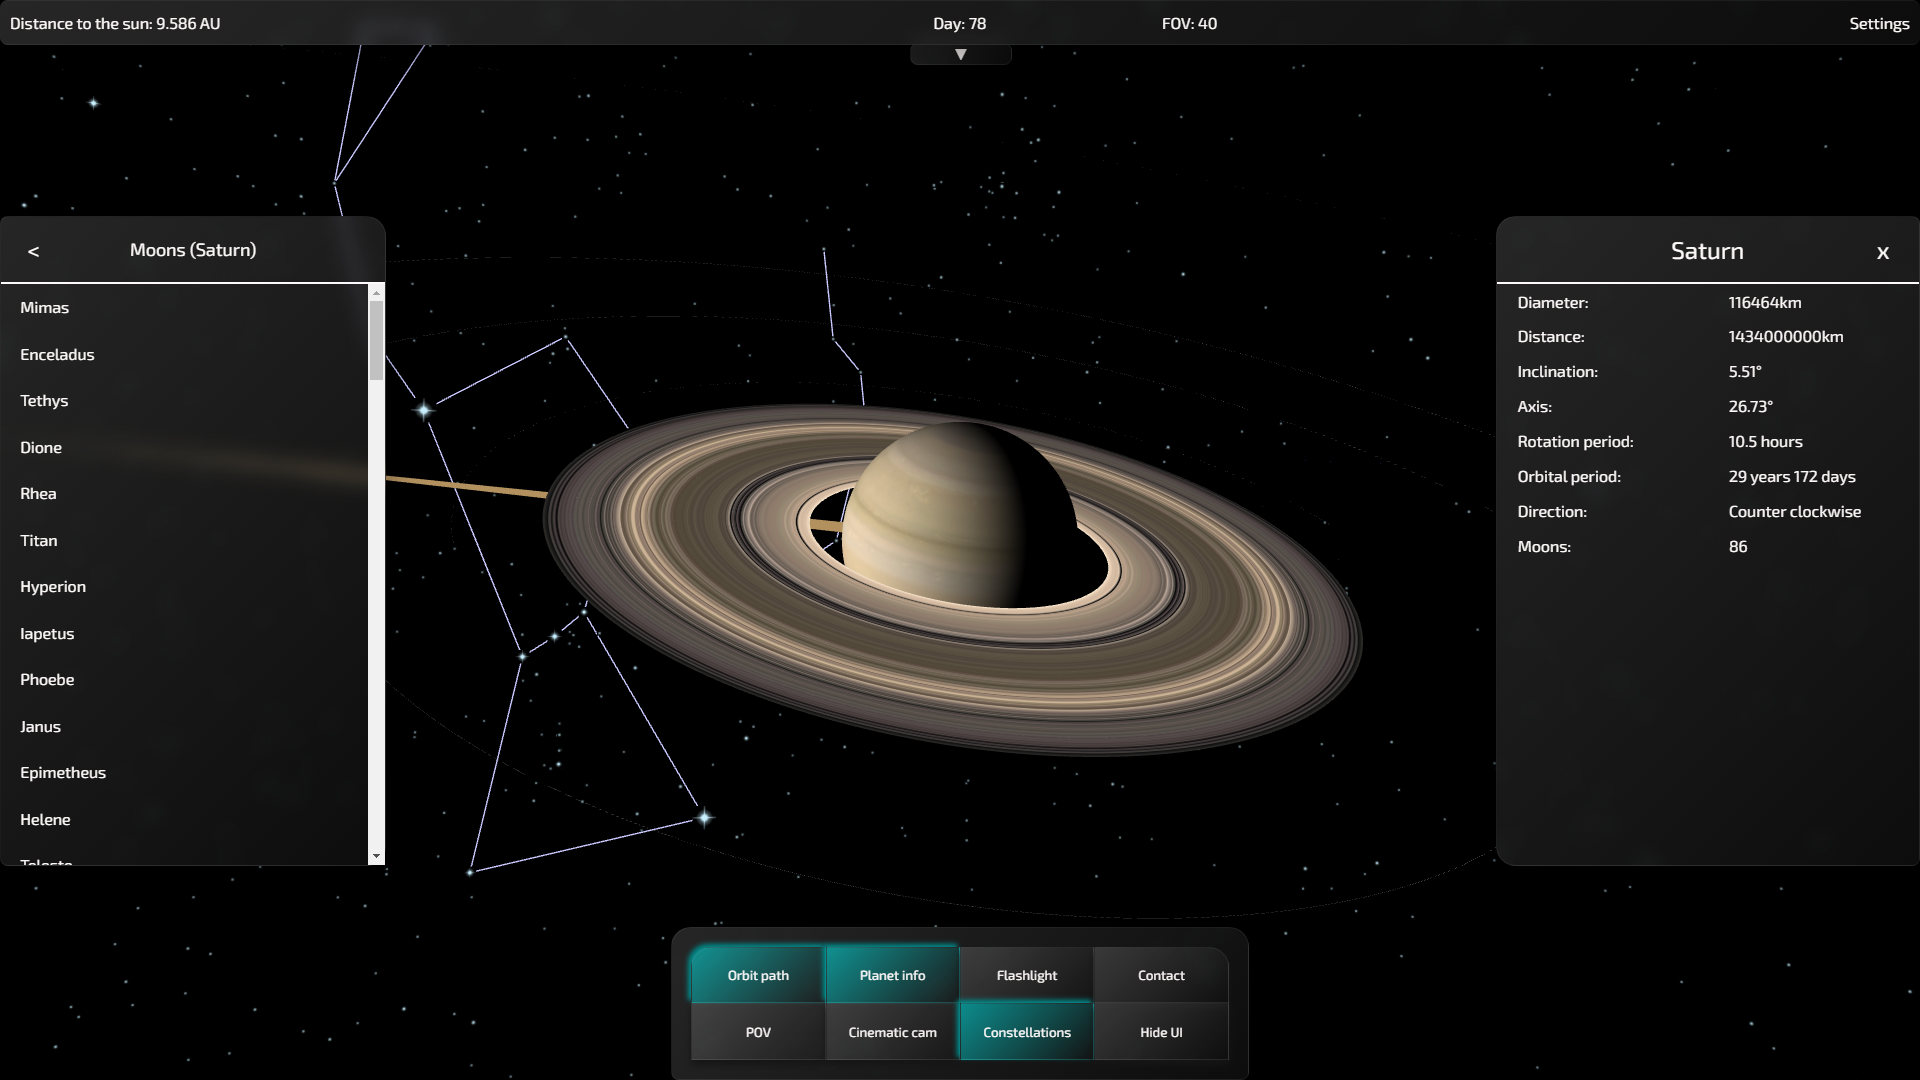 Distance to the sun: 9.586 AU
Day: 78
FOV: 40
Settings
▼
< Moons (Saturn)
Mimas
Enceladus
Tethys
Dione
Rhea
Titan
Hyperion
Iapetus
Phoebe
Janus
Epimetheus
Helene
Saturn X
Diameter: 116464km
Distance: 1434000000km
Inclination: 5.51°
Axis: 26.73°
Rotation period: 10.5 hours
Orbital period: 29 years 172 days
Direction: Counter clockwise
Moons: 86
Orbit path Planet info Flashlight Contact
POV Cinematic cam Constellations Hide UI